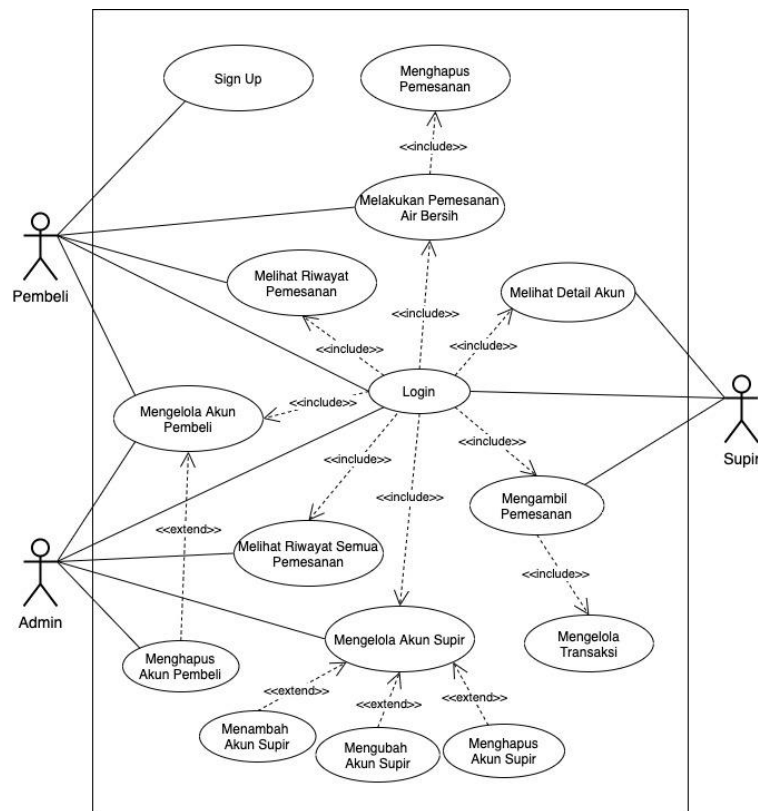 Sign Up
Menghapus
Pemesanan
<<include>>
Melakukan Pemesanan
Air Bersih
Pembeli
Melihat Riwayat
Pemesanan
Melihat Detail Akun
<<include>>
<<include>>
<<include>>
Login
Mengelola Akun
Pembeli
<<include>>
Supir
<<include>>
<<include>>
<<include>>
Mengambil
Pemesanan
<<extend>>
Melihat Riwayat Semua
Pemesanan
Admin
<<include>>
Mengelola Akun Supir
Mengelola
Transaksi
Menghapus
Akun Pembeli
<<extend>>
<<extend>>
<<extend>>
Menambah
Akun Supir
Mengubah
Akun Supir
Menghapus
Akun Supir